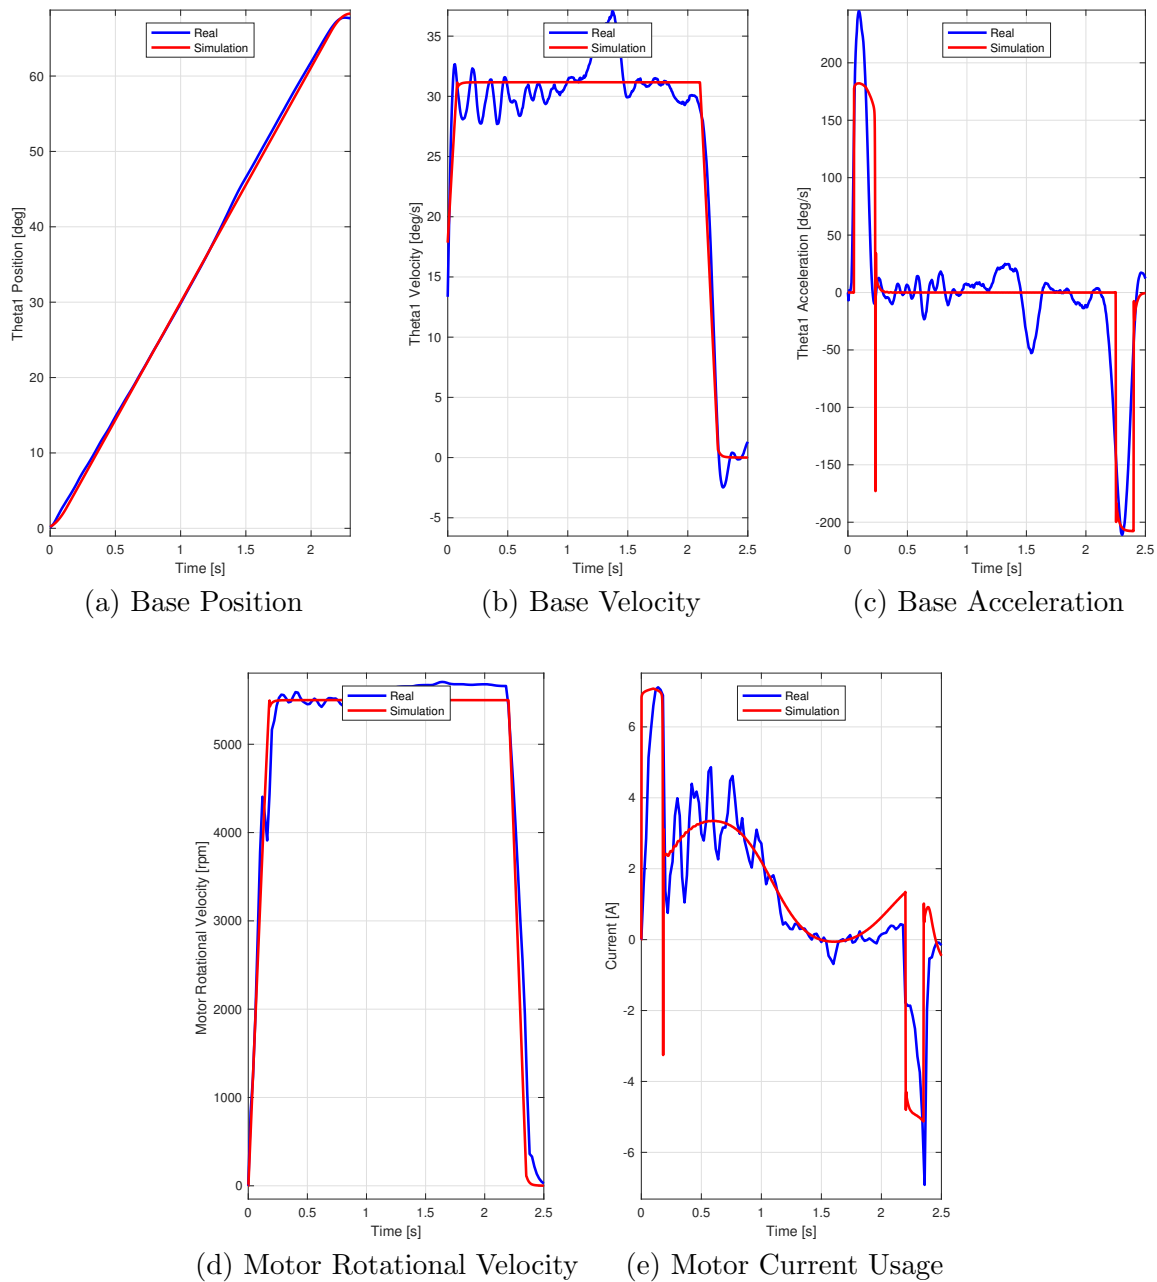 Real
Simulation
Theta1 Position [deg]
60
50
40
30
20
10
0
0 0.5 1 1.5 2
Time [s]
(a) Base Position
Real
Simulation
Theta1 Velocity [deg/s]
35
30
25
20
15
10
5
0
-5
0 0.5 1 1.5 2 2.5
Time [s]
(b) Base Velocity
Real
Simulation
Theta1 Acceleration [deg/s]
200
150
100
50
0
-50
-100
-150
-200
0 0.5 1 1.5 2 2.5
Time [s]
(c) Base Acceleration
Real
Simulation
Motor Rotational Velocity [rpm]
5000
4000
3000
2000
1000
0
0 0.5 1 1.5 2 2.5
Time [s]
(d) Motor Rotational Velocity
Real
Simulation
Current [A]
6
4
2
0
-2
-4
-6
0 0.5 1 1.5 2 2.5
Time [s]
(e) Motor Current Usage